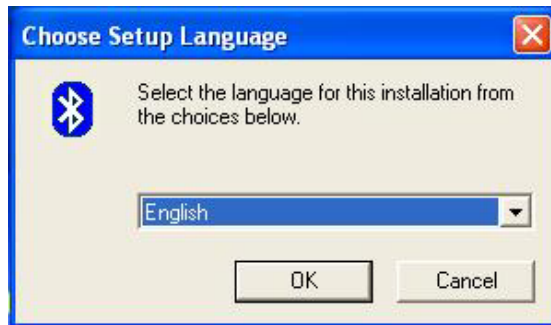 Choose Setup Language
Select the language for this installation from
the choices below.
English
OK
Cancel